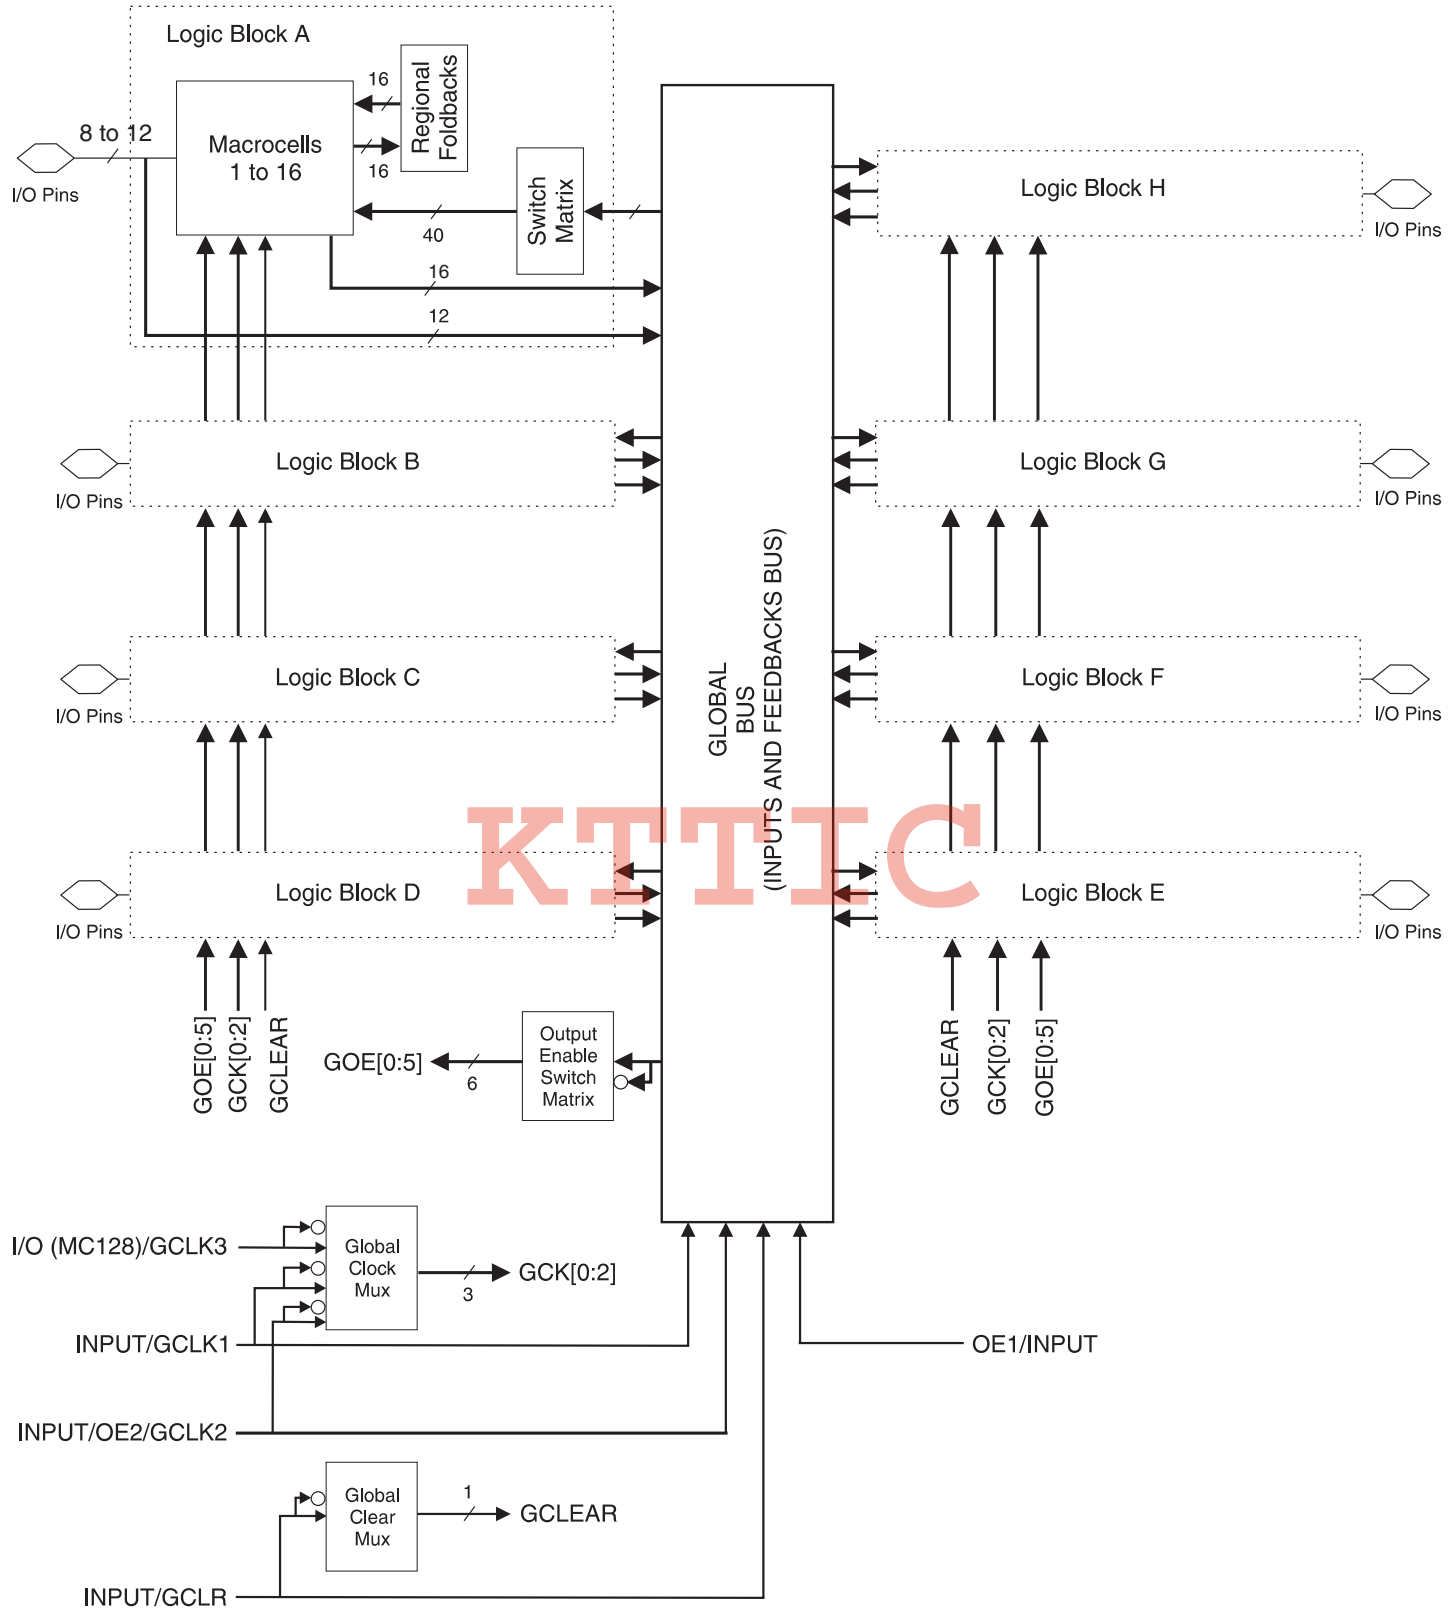 Logic Block A
Macrocells
1 to 16
16
16
Regional
Foldbacks
8 to 12
I/O Pins
Switch
Matrix
40
16
12
Logic Block H
I/O Pins
Logic Block B
I/O Pins
Logic Block G
I/O Pins
Logic Block C
I/O Pins
Logic Block F
I/O Pins
GLOBAL
BUS
(INPUTS AND FEEDBACKS BUS)
KTTIC
Logic Block D
I/O Pins
Logic Block E
I/O Pins
GOE[0:5]
GCK[0:2]
GCLEAR
GOE[0:5]
6
Output
Enable
Switch
Matrix
GCLEAR
GCK[0:2]
GOE[0:5]
I/O (MC128)/GCLK3
Global
Clock
Mux
3
GCK[0:2]
INPUT/GCLK1
OE1/INPUT
INPUT/OE2/GCLK2
Global
Clear
Mux
1
GCLEAR
INPUT/GCLR